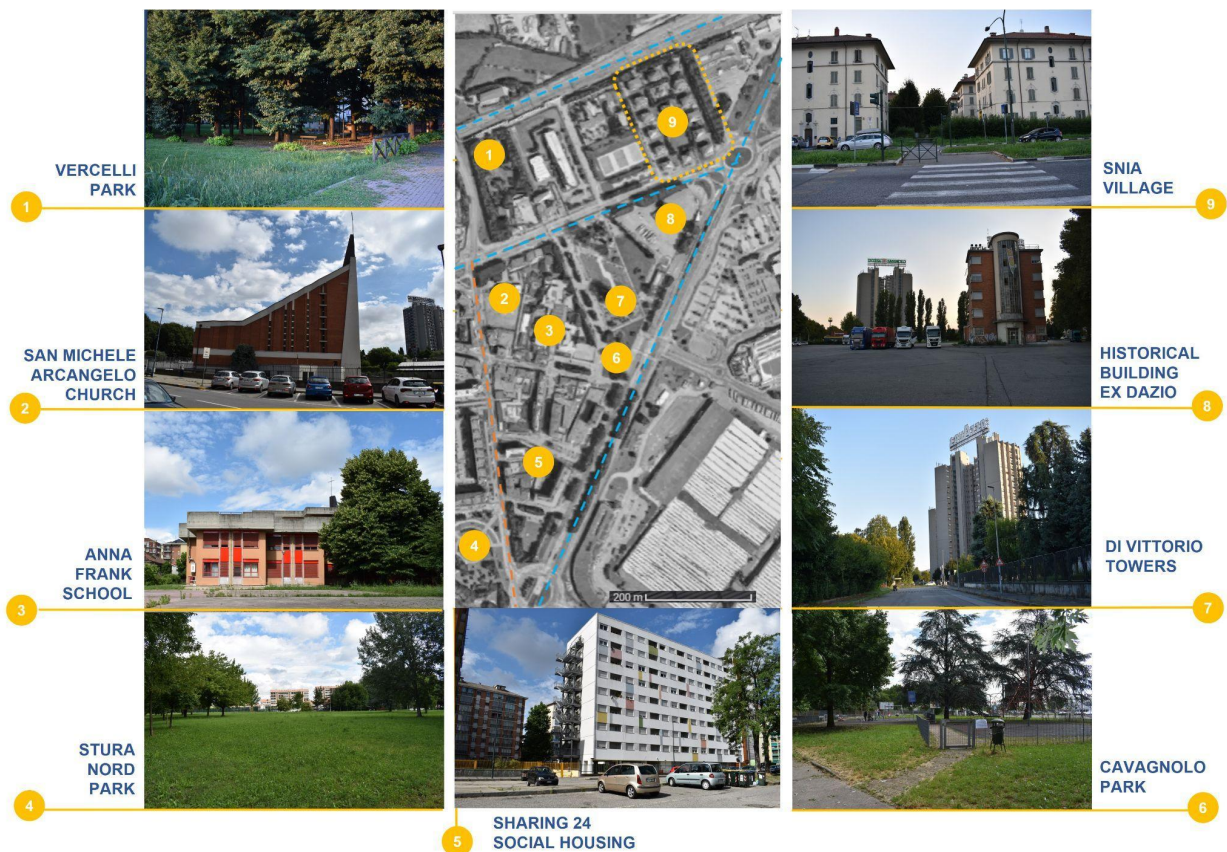 VERCELLI
PARK
1
SAN MICHELE
ARCANGELO
CHURCH
2
ANNA
FRANK
SCHOOL
3
STURA
NORD
PARK
4
1
9
8
2
7
3
6
5
4
200 m
5
SHARING 24
SOCIAL HOUSING
SNIA
VILLAGE
9
HISTORICAL
BUILDING
EX DAZIO
8
DI VITTORIO
TOWERS
7
CAVAGNOLO
PARK
6